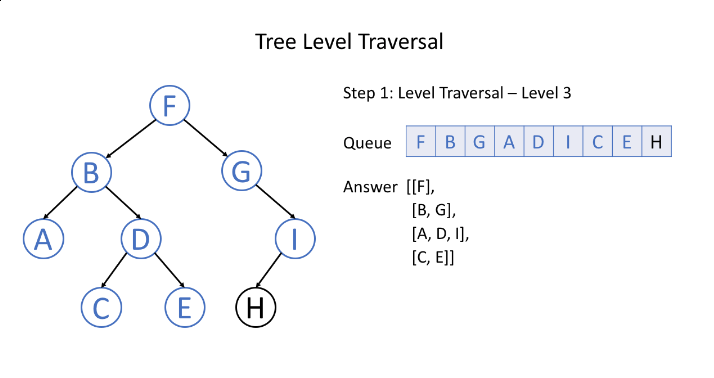 Tree Level Traversal
Step 1: Level Traversal – Level 3
Queue F B G A D I C E H
Answer [[F],
[B, G],
[A, D, I],
[C, E]]
F
B G
A D I
C E H